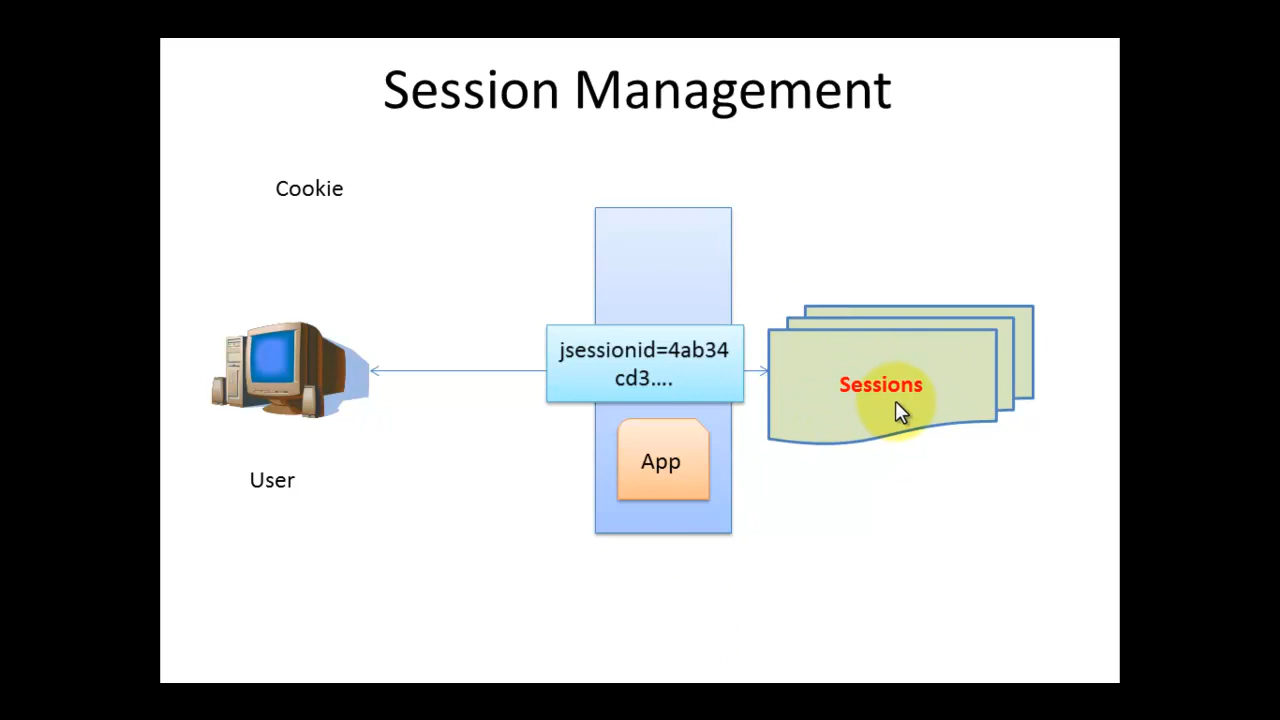 Session Management
Cookie
jsessionid=4ab34
cd3....
Sessions
App
User